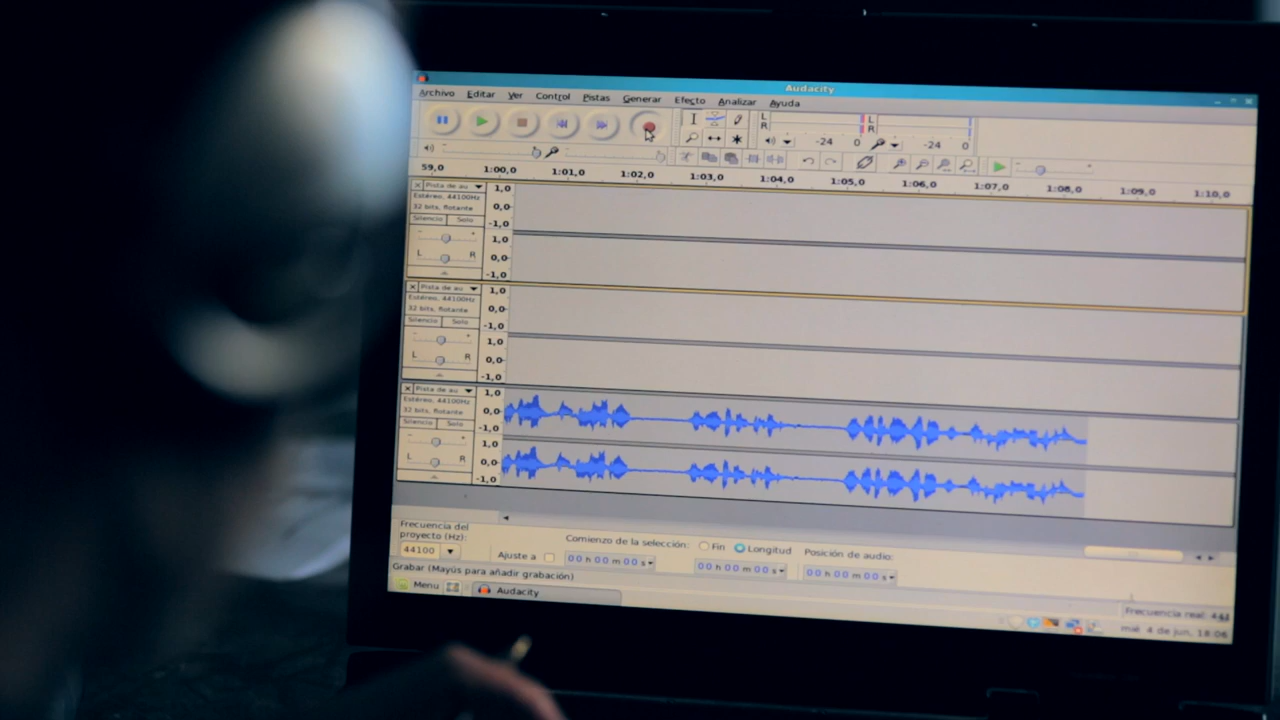 Audacity
Archivo Editar Ver Control Pistas Generar Efecto Analizar Ayuda
L
R
-24 0
L
R
-24 0
59,0 1:00,0 1:01,0 1:02,0 1:03,0 1:04,0 1:05,0 1:06,0 1:07,0 1:08,0 1:09,0 1:10,0
Pista de au
Estéreo, 44100Hz
32 bits, flotante
Silencio Solo
- +
L R
1,0
0,0
-1,0
1,0
0,0
-1,0
Pista de au
Estéreo, 44100Hz
32 bits, flotante
Silencio Solo
- +
L R
1,0
0,0
-1,0
1,0
0,0
-1,0
Pista de au
Estéreo, 44100Hz
32 bits, flotante
Silencio Solo
- +
L R
1,0
0,0
-1,0
1,0
0,0
-1,0
Frecuencia del
proyecto (Hz):
44100
Ajuste a
Comienzo de la selección: Fin Longitud
Posición de audio:
00 h 00 m 00 s
00 h 00 m 00 s
00 h 00 m 00 s
Grabar (Mayús para añadir grabación)
Frecuencia real: 441
Menu Audacity
mié 4 de jun, 18:06